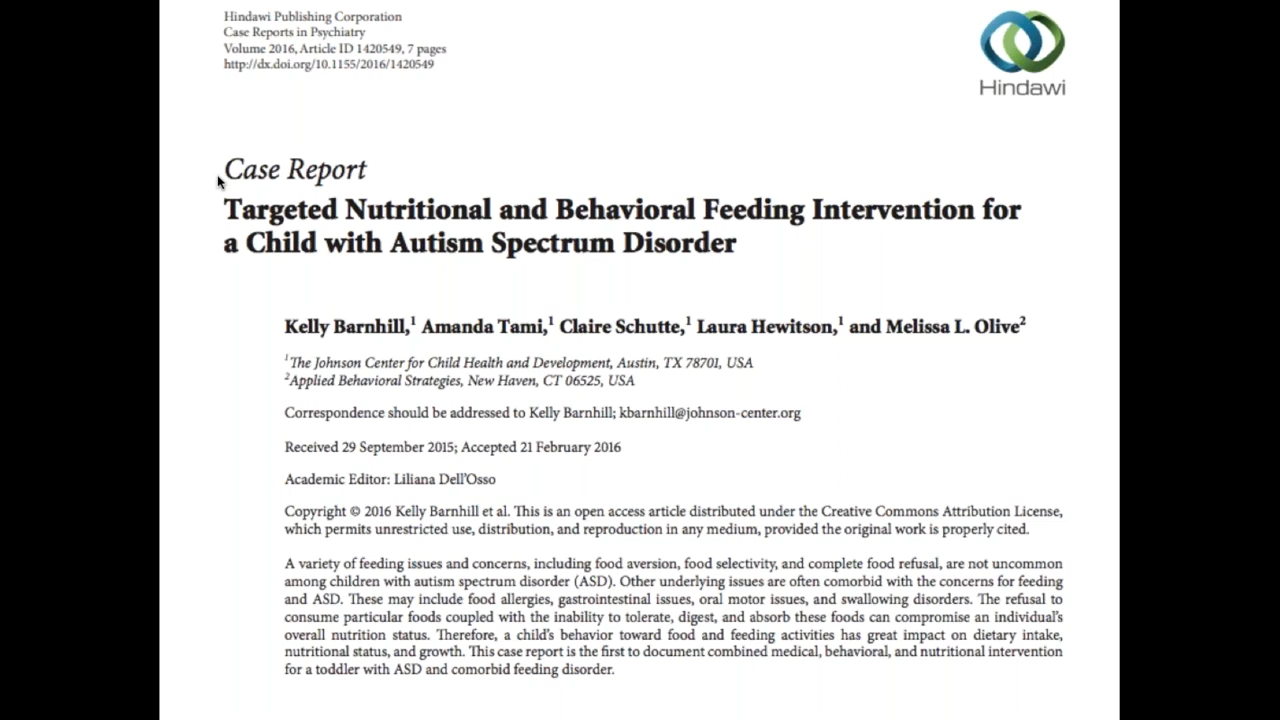 Hindawi Publishing Corporation
Case Reports in Psychiatry
Volume 2016, Article ID 1420549, 7 pages
http://dx.doi.org/10.1155/2016/1420549
Hindawi
Case Report
Targeted Nutritional and Behavioral Feeding Intervention for
a Child with Autism Spectrum Disorder
Kelly Barnhill,1 Amanda Tami,1 Claire Schutte,1 Laura Hewitson,1 and Melissa L. Olive2
1The Johnson Center for Child Health and Development, Austin, TX 78701, USA
2Applied Behavioral Strategies, New Haven, CT 06525, USA
Correspondence should be addressed to Kelly Barnhill; kbarnhill@johnson-center.org
Received 29 September 2015; Accepted 21 February 2016
Academic Editor: Liliana Dell'Osso
Copyright © 2016 Kelly Barnhill et al. This is an open access article distributed under the Creative Commons Attribution License,
which permits unrestricted use, distribution, and reproduction in any medium, provided the original work is properly cited.
A variety of feeding issues and concerns, including food aversion, food selectivity, and complete food refusal, are not uncommon
among children with autism spectrum disorder (ASD). Other underlying issues are often comorbid with the concerns for feeding
and ASD. These may include food allergies, gastrointestinal issues, oral motor issues, and swallowing disorders. The refusal to
consume particular foods coupled with the inability to tolerate, digest, and absorb these foods can compromise an individual's
overall nutrition status. Therefore, a child's behavior toward food and feeding activities has great impact on dietary intake,
nutritional status, and growth. This case report is the first to document combined medical, behavioral, and nutritional intervention
for a toddler with ASD and comorbid feeding disorder.